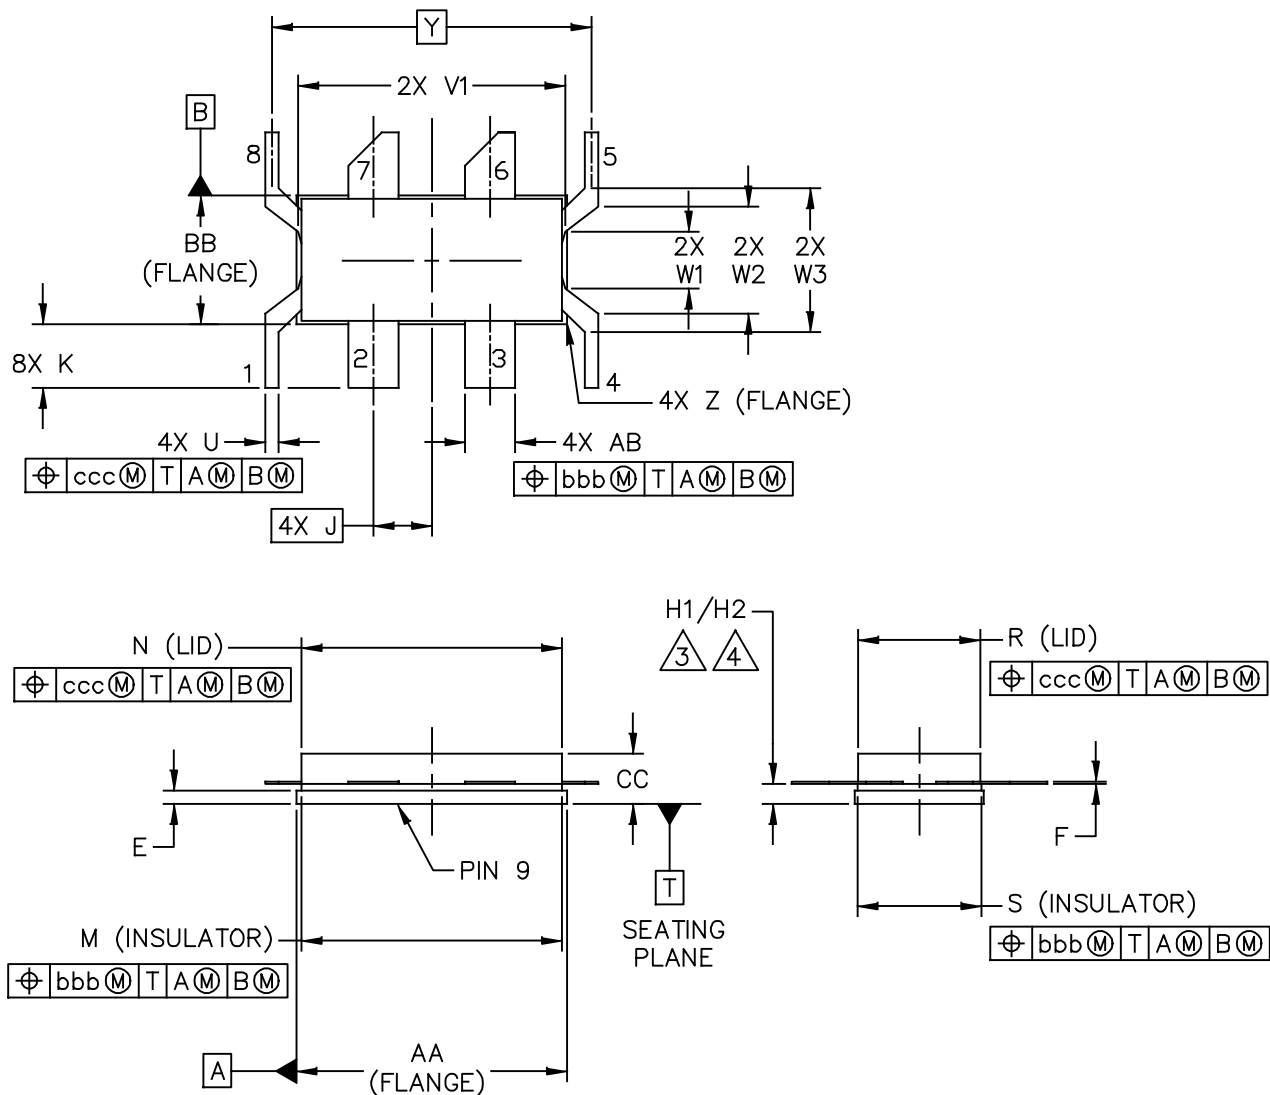 Y
2X V1
B
8
7
6
5
BB
(FLANGE)
2X
W1
2X
W2
2X
W3
8X K
1
2
3
4
4X Z (FLANGE)
4X U
⌖ ccc Ⓜ T A Ⓜ B Ⓜ
4X AB
⌖ bbb Ⓜ T A Ⓜ B Ⓜ
4X J
N (LID)
⌖ ccc Ⓜ T A Ⓜ B Ⓜ
H1/H2
3 4
R (LID)
⌖ ccc Ⓜ T A Ⓜ B Ⓜ
CC
E
PIN 9
F
T
SEATING
PLANE
M (INSULATOR)
⌖ bbb Ⓜ T A Ⓜ B Ⓜ
S (INSULATOR)
⌖ bbb Ⓜ T A Ⓜ B Ⓜ
A
AA
(FLANGE)